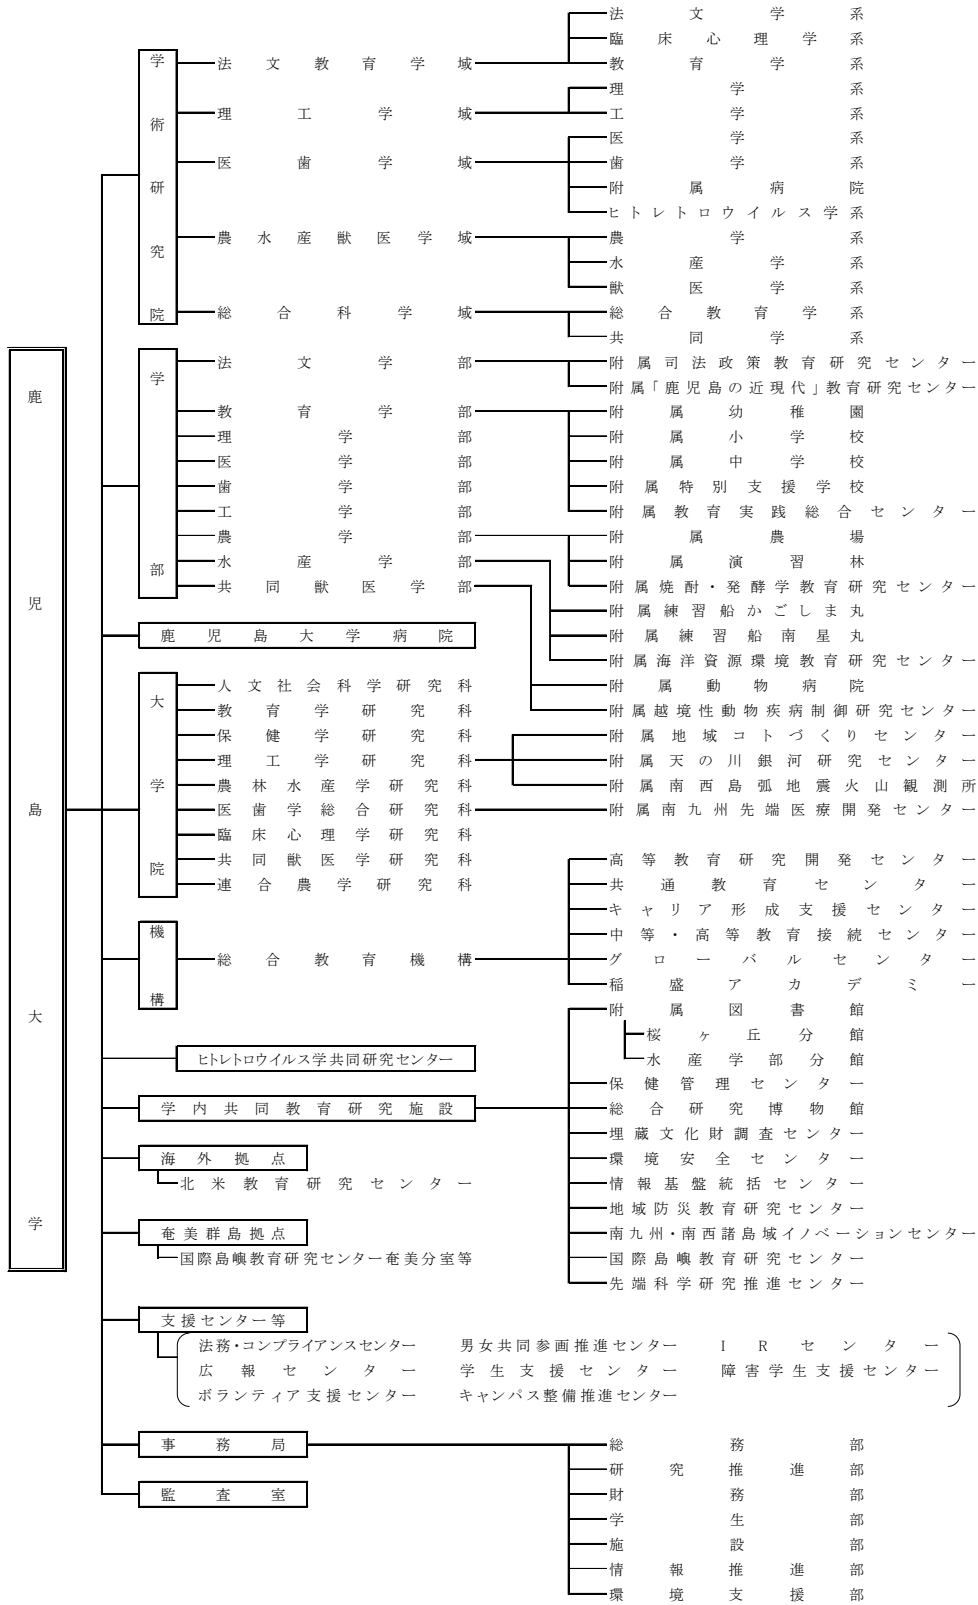 鹿児島大学
学術研究院
法文教育学域
法文学系
臨床心理学系
教育学系
理工学域
理学系
工学系
医歯学域
医学系
歯学系
附属病院
ヒトレトロウイルス学系
農水産獣医学域
農学系
水産学系
獣医学系
総合科学域
総合教育学系
共同学系
学部
法文学部
附属司法政策教育研究センター
附属「鹿児島の近現代」教育研究センター
教育学部
附属幼稚園
附属小学校
附属中学校
附属特別支援学校
附属教育実践総合センター
理学部
医学部
歯学部
工学部
農学部
附属農場
附属演習林
附属焼酎・発酵学教育研究センター
水産学部
附属練習船かごしま丸
附属練習船南星丸
附属海洋資源環境教育研究センター
共同獣医学部
附属動物病院
附属越境性動物疾病制御研究センター
鹿児島大学病院
大学院
人文社会科学研究科
教育学研究科
保健学研究科
理工学研究科
附属地域コトづくりセンター
附属天の川銀河研究センター
附属南西島弧地震火山観測所
農林水産学研究科
医歯学総合研究科
附属南九州先端医療開発センター
臨床心理学研究科
共同獣医学研究科
連合農学研究科
機構
総合教育機構
高等教育研究開発センター
共通教育センター
キャリア形成支援センター
中等・高等教育接続センター
グローバルセンター
稲盛アカデミー
ヒトレトロウイルス学共同研究センター
学内共同教育研究施設
附属図書館
桜ヶ丘分館
水産学部分館
保健管理センター
総合研究博物館
埋蔵文化財調査センター
環境安全センター
情報基盤統括センター
地域防災教育研究センター
南九州・南西諸島域イノベーションセンター
国際島嶼教育研究センター
先端科学研究推進センター
海外拠点
北米教育研究センター
奄美群島拠点
国際島嶼教育研究センター奄美分室等
支援センター等
法務・コンプライアンスセンター 男女共同参画推進センター IRセンター
広報センター 学生支援センター 障害学生支援センター
ボランティア支援センター キャンパス整備推進センター
事務局
総務部
研究推進部
財務部
学生部
施設部
情報推進部
環境支援部
監査室